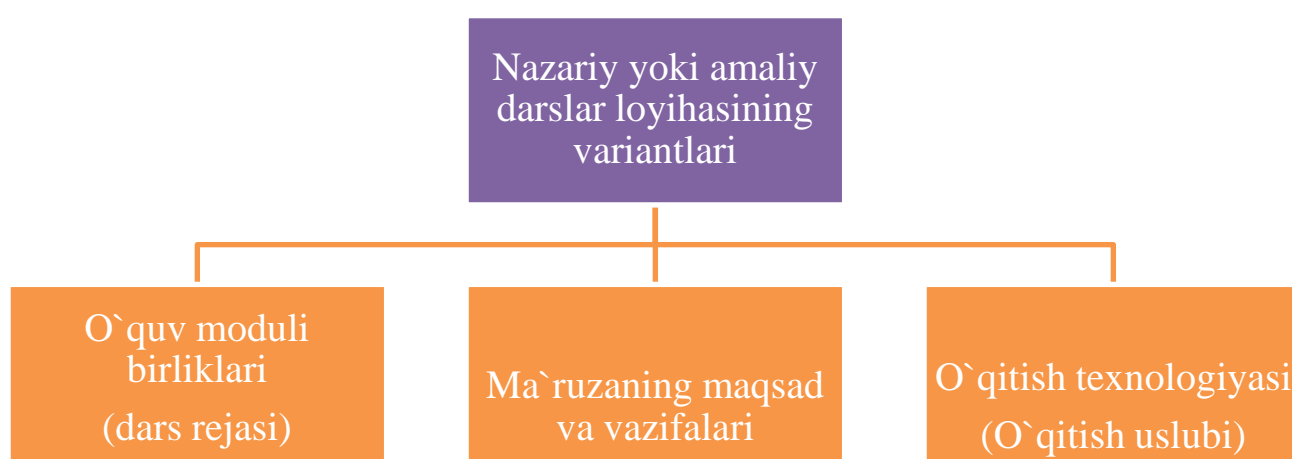 Nazariy yoki amaliy
darslar loyihasining
variantlari
O`quv moduli
birliklari
(dars rejasi)
Ma`ruzaning maqsad
va vazifalari
O`qitish texnologiyasi
(O`qitish uslubi)